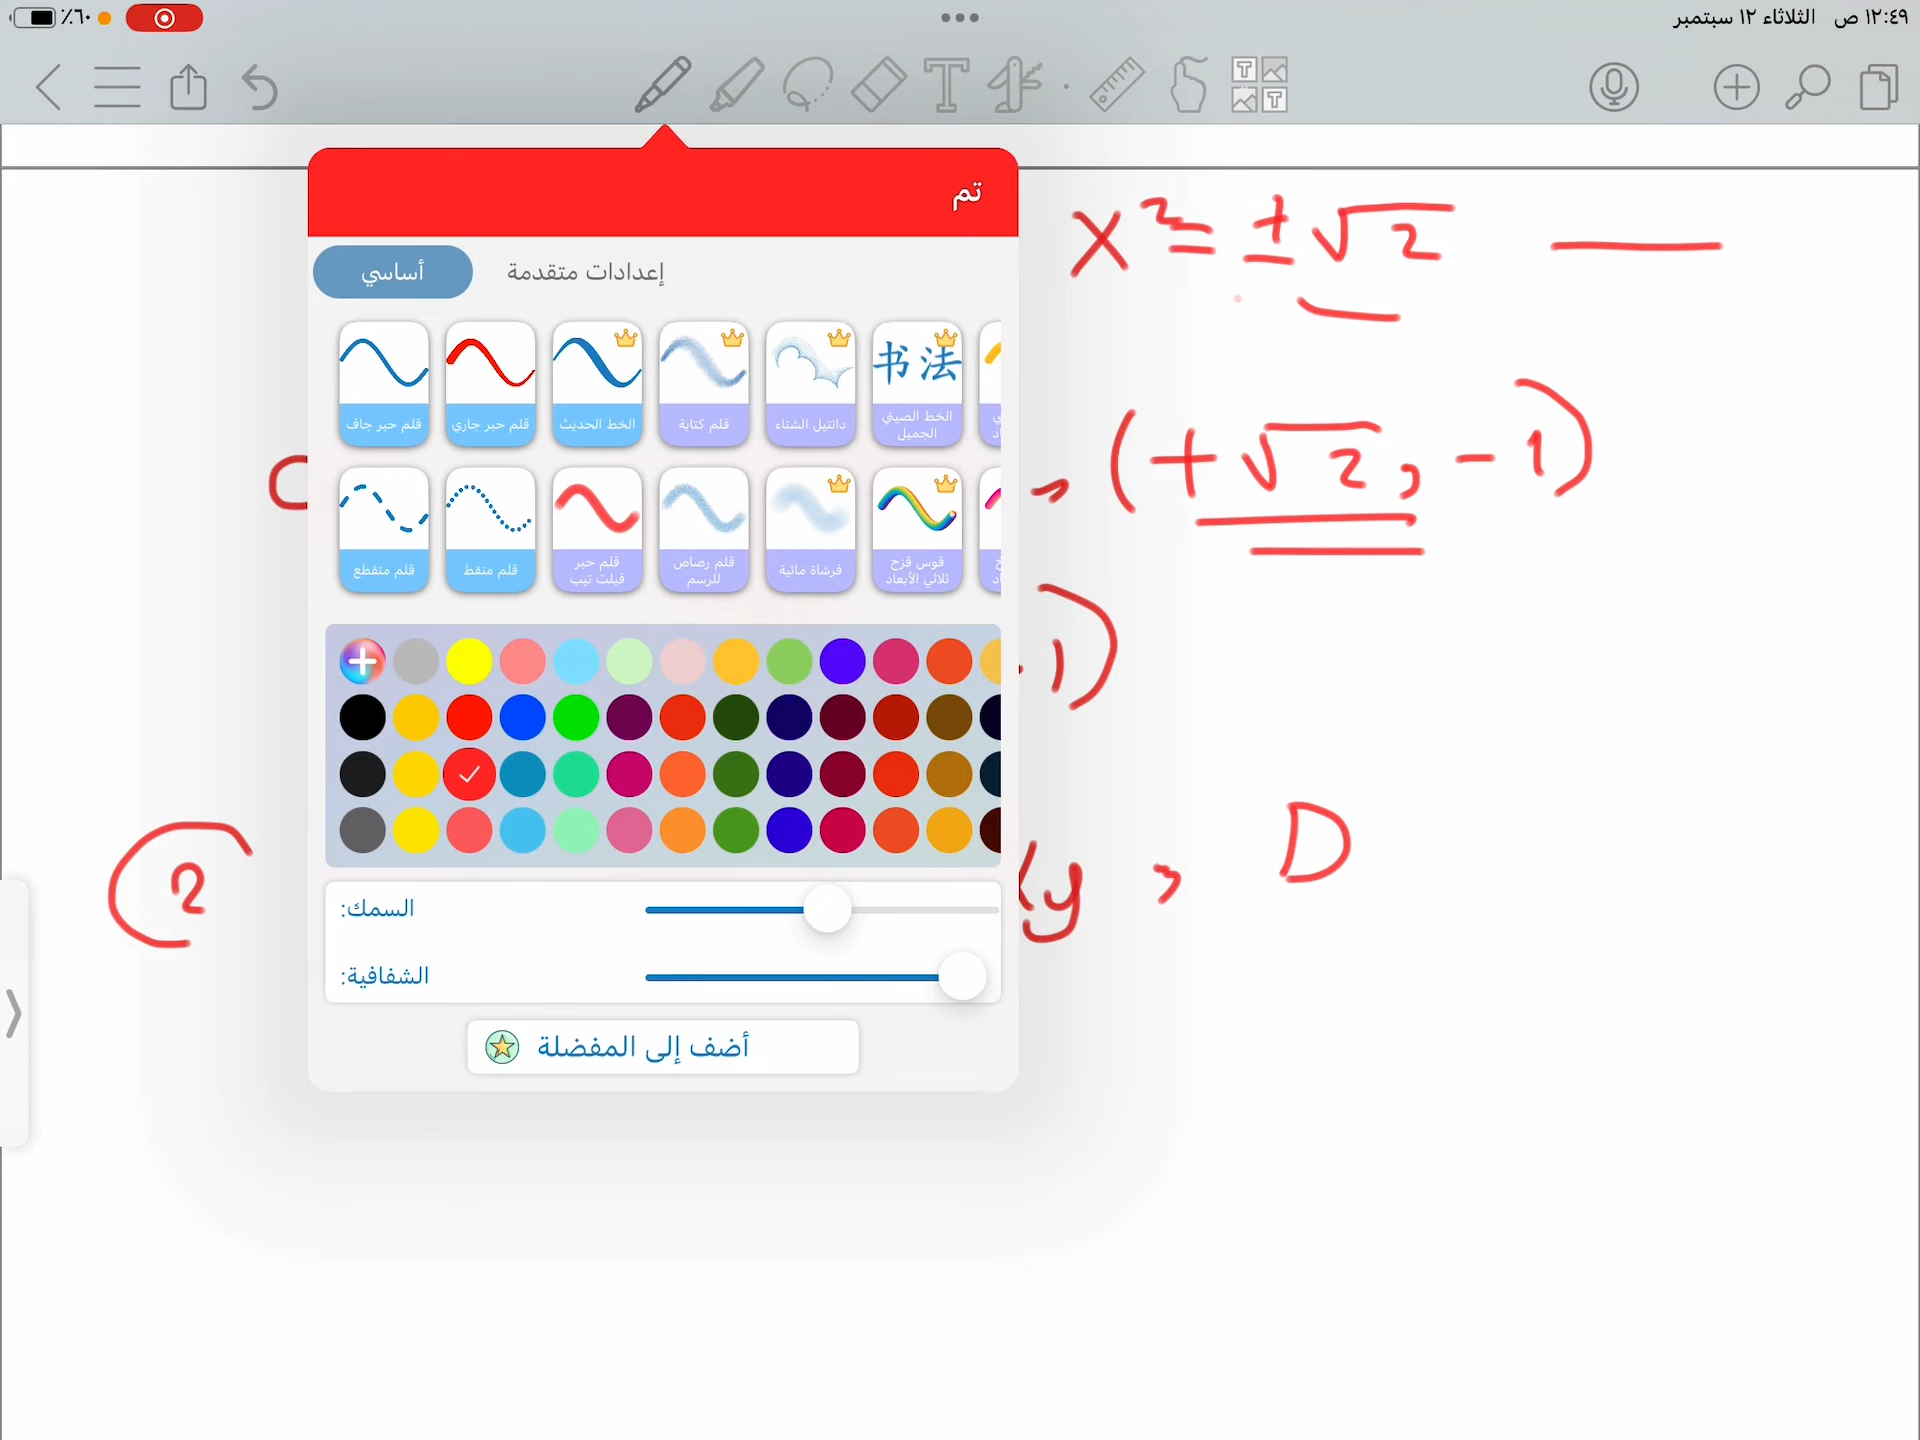 ٪٦٠
١٢:٤٩ ص الثلاثاء ١٢ سبتمبر
تم
أساسي
إعدادات متقدمة
قلم حبر جاف
قلم حبر جاري
الخط الحديث
قلم كتابة
دانتيل الشتاء
书法
الخط الصيني الجميل
قلم متقطع
قلم منقط
قلم حبر فيلت تيب
قلم رصاص للرسم
فرشاة مائية
قوس قزح ثلاثي الأبعاد
السمك:
الشفافية:
أضف إلى المفضلة
x² = ±√2
, (+√2, -1)
1)
2
y , D